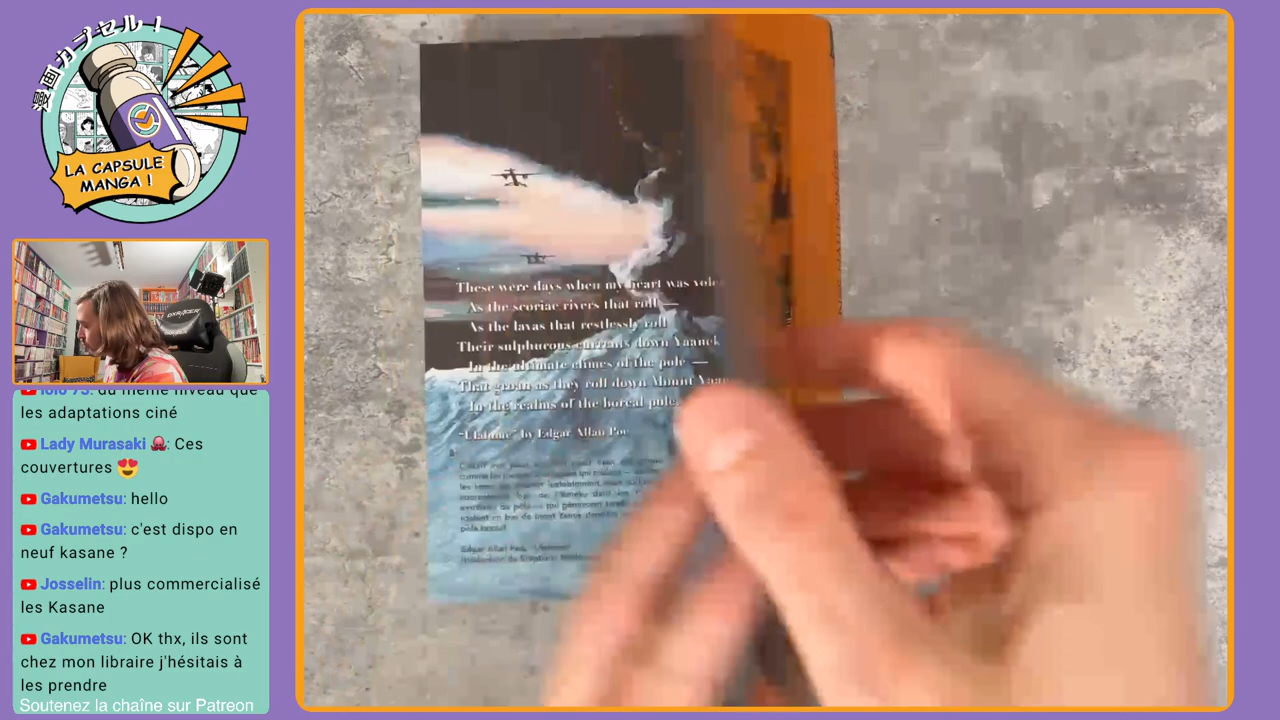 漫画カプセル！
LA CAPSULE
MANGA !
lolo 73: du même niveau que
les adaptations ciné
Lady Murasaki: Ces
couvertures
Gakumetsu: hello
Gakumetsu: c'est dispo en
neuf kasane ?
Josselin: plus commercialisé
les Kasane
Gakumetsu: OK thx, ils sont
chez mon libraire j'hésitais à
les prendre
Soutenez la chaîne sur Patreon
These were days when my heart was
As the scoriac rivers that roll —
As the lavas that restlessly roll
Their sulphurous currents down Yaanek
In the ultimate climes of the pole —
That groan as they roll down Mount
In the realms of the boreal pole.
"Ulalume" by Edgar Allan Poe
Edgar Allan Poe, "Ulalume"